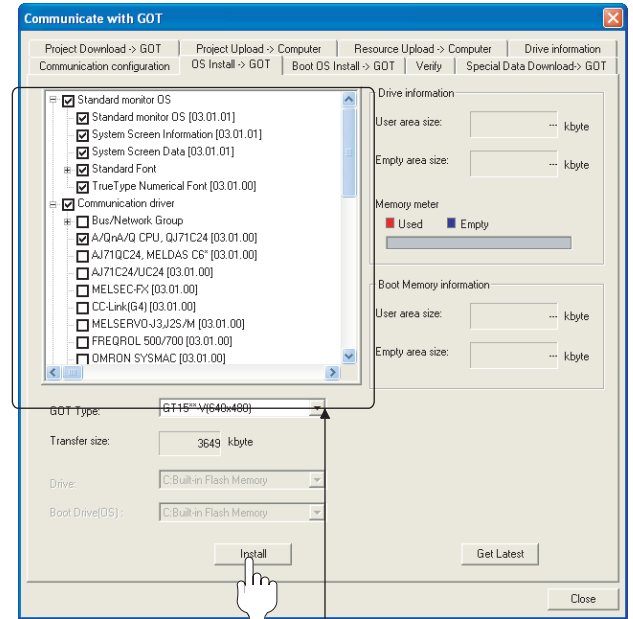 Communicate with GOT
Project Download -> GOT
Project Upload -> Computer
Resource Upload -> Computer
Drive information
Communication configuration
OS Install -> GOT
Boot OS Install -> GOT
Verify
Special Data Download-> GOT
Standard monitor OS
Standard monitor OS [03.01.01]
System Screen Information [03.01.01]
System Screen Data [03.01.01]
Standard Font
TrueType Numerical Font [03.01.00]
Communication driver
Bus/Network Group
A/QnA/Q CPU, QJ71C24 [03.01.00]
AJ71QC24, MELDAS C6* [03.01.00]
AJ71C24/UC24 [03.01.00]
MELSEC-FX [03.01.00]
CC-Link(G4) [03.01.00]
MELSERVO-J3,J2S/M [03.01.00]
FREQROL 500/700 [03.01.00]
OMRON SYSMAC [03.01.00]
Drive information
User area size: --- kbyte
Empty area size: --- kbyte
Memory meter
Used Empty
Boot Memory information
User area size: --- kbyte
Empty area size: --- kbyte
GOT Type: GT15**-V(640x480)
Transfer size: 3649 kbyte
Drive: C:Built-in Flash Memory
Boot Drive(OS) : C:Built-in Flash Memory
Install
Get Latest
Close